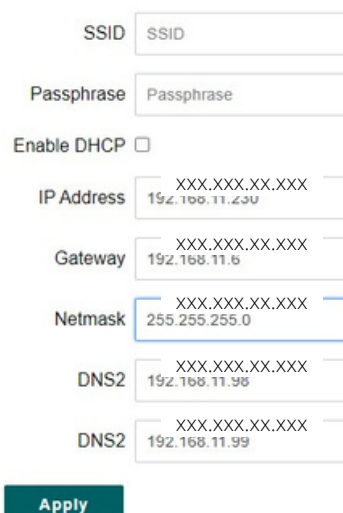 SSID SSID
Passphrase Passphrase
Enable DHCP
XXX.XXX.XX.XXX
IP Address 192.168.11.230
XXX.XXX.XX.XXX
Gateway 192.168.11.6
XXX.XXX.XX.XXX
Netmask 255.255.255.0
XXX.XXX.XX.XXX
DNS2 192.168.11.98
XXX.XXX.XX.XXX
DNS2 192.168.11.99
Apply